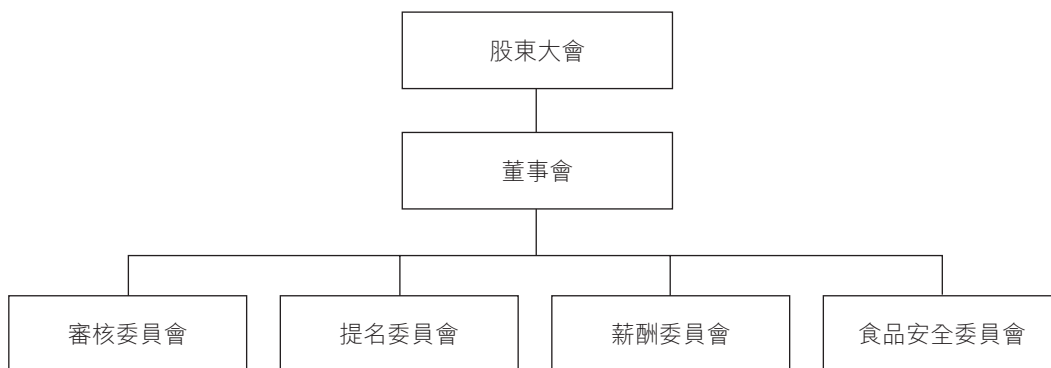 股東大會
董事會
審核委員會
提名委員會
薪酬委員會
食品安全委員會